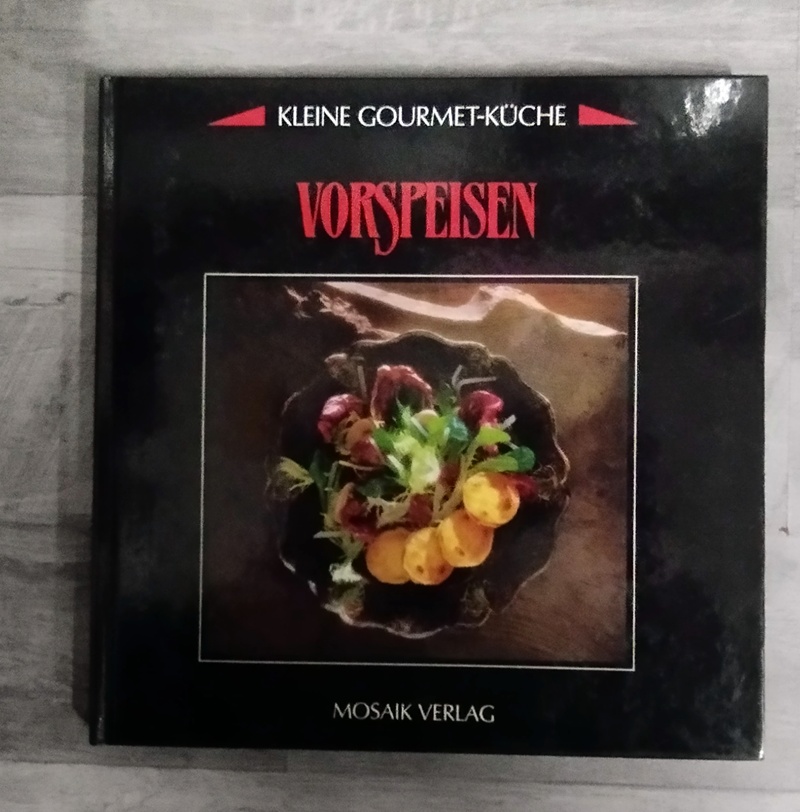 KLEINE GOURMET-KÜCHE
VORSPEISEN
MOSAIK VERLAG